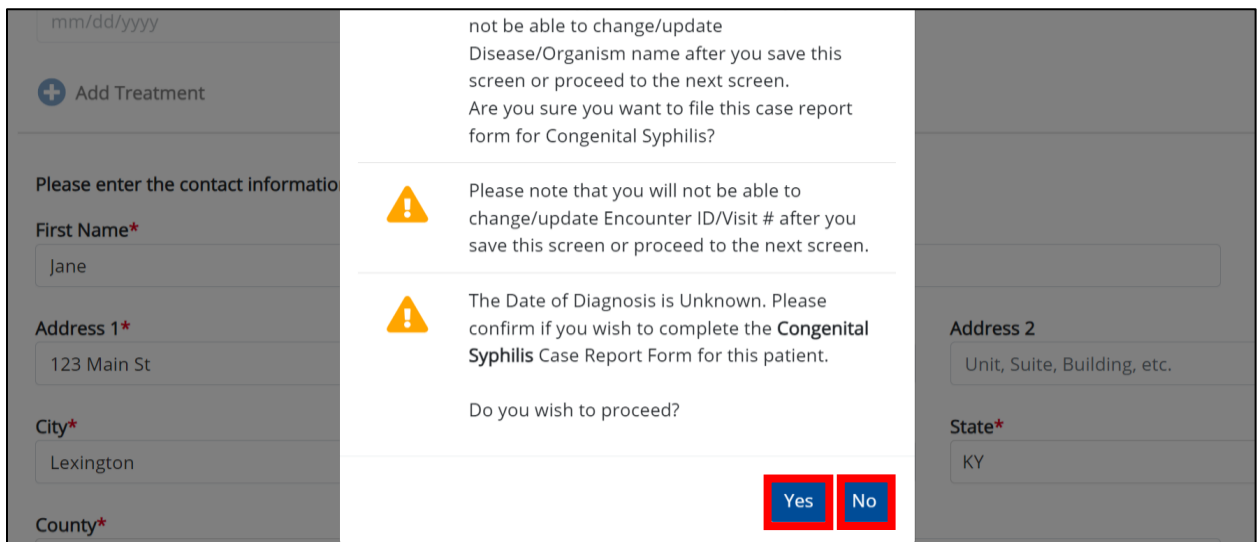 mm/dd/yyyy
Add Treatment
not be able to change/update
Disease/Organism name after you save this
screen or proceed to the next screen.
Are you sure you want to file this case report
form for Congenital Syphilis?
Please note that you will not be able to
change/update Encounter ID/Visit # after you
save this screen or proceed to the next screen.
The Date of Diagnosis is Unknown. Please
confirm if you wish to complete the Congenital
Syphilis Case Report Form for this patient.
Do you wish to proceed?
Yes No
Please enter the contact
First Name*
Jane
Address 1*
123 Main St
Address 2
Unit, Suite, Building, etc.
City*
Lexington
State*
KY
County*